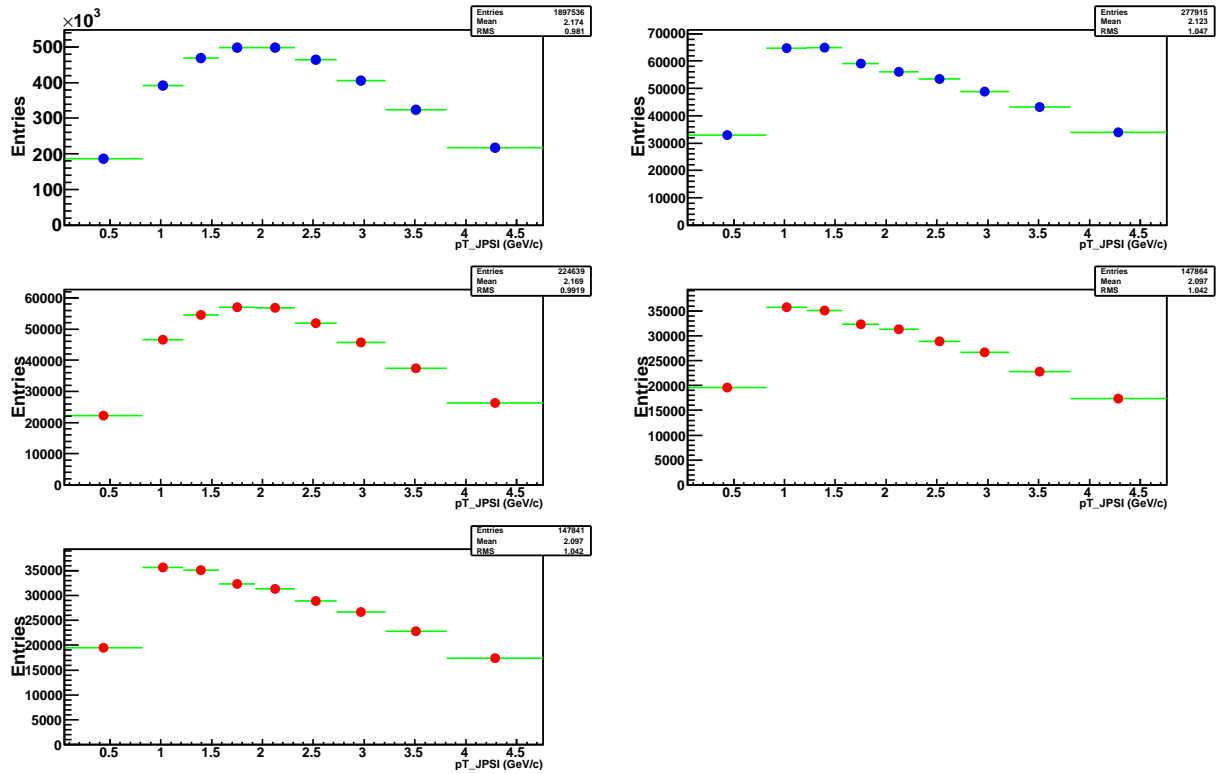 Entries 1897536
Mean 2.174
RMS 0.981
×10³
500
400
300
200
100
0
Entries
0.5 1 1.5 2 2.5 3 3.5 4 4.5
pT_JPSI (GeV/c)
Entries 277915
Mean 2.123
RMS 1.047
70000
60000
50000
40000
30000
20000
10000
0
Entries
0.5 1 1.5 2 2.5 3 3.5 4 4.5
pT_JPSI (GeV/c)
Entries 224639
Mean 2.169
RMS 0.9919
60000
50000
40000
30000
20000
10000
0
Entries
0.5 1 1.5 2 2.5 3 3.5 4 4.5
pT_JPSI (GeV/c)
Entries 147864
Mean 2.097
RMS 1.042
35000
30000
25000
20000
15000
10000
5000
0
Entries
0.5 1 1.5 2 2.5 3 3.5 4 4.5
pT_JPSI (GeV/c)
Entries 147841
Mean 2.097
RMS 1.042
35000
30000
25000
20000
15000
10000
5000
0
Entries
0.5 1 1.5 2 2.5 3 3.5 4 4.5
pT_JPSI (GeV/c)